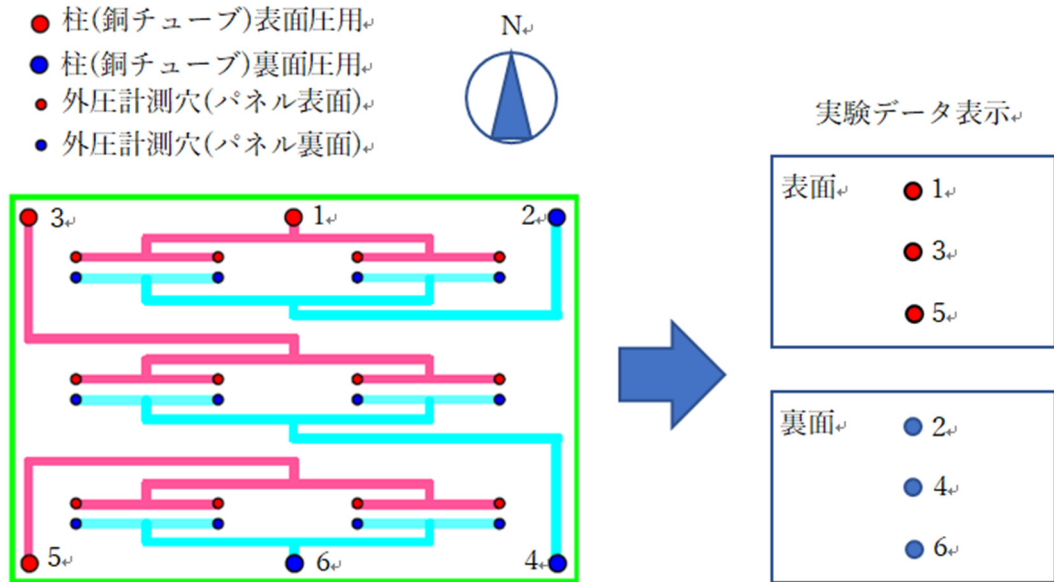 柱(銅チューブ)表面圧用↵
柱(銅チューブ)裏面圧用↵
外圧計測穴(パネル表面)↵
外圧計測穴(パネル裏面)↵
N↵
実験データ表示↵
3↵
1↵
2↵
5↵
6↵
4↵
表面↵
1↵
3↵
5↵
裏面↵
2↵
4↵
6↵